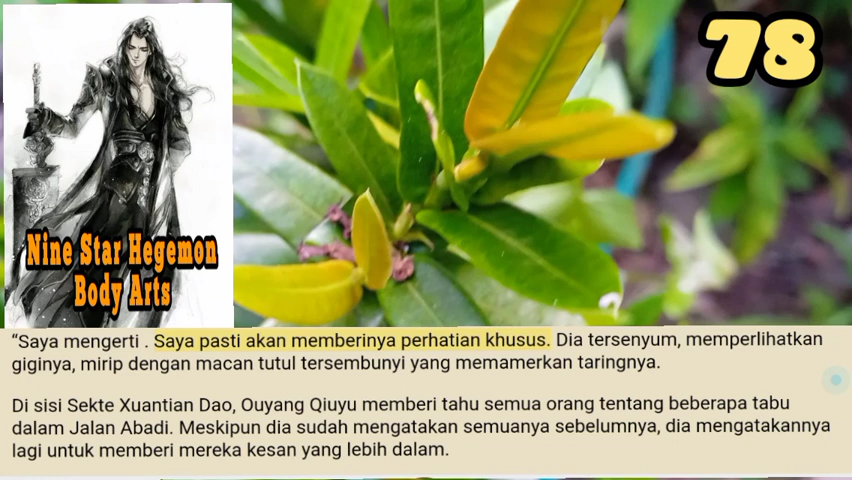 78
Nine Star Hegemon
Body Arts
“Saya mengerti . Saya pasti akan memberinya perhatian khusus. Dia tersenyum, memperlihatkan
giginya, mirip dengan macan tutul tersembunyi yang memamerkan taringnya.
Di sisi Sekte Xuantian Dao, Ouyang Qiuyu memberi tahu semua orang tentang beberapa tabu
dalam Jalan Abadi. Meskipun dia sudah mengatakan semuanya sebelumnya, dia mengatakannya
lagi untuk memberi mereka kesan yang lebih dalam.